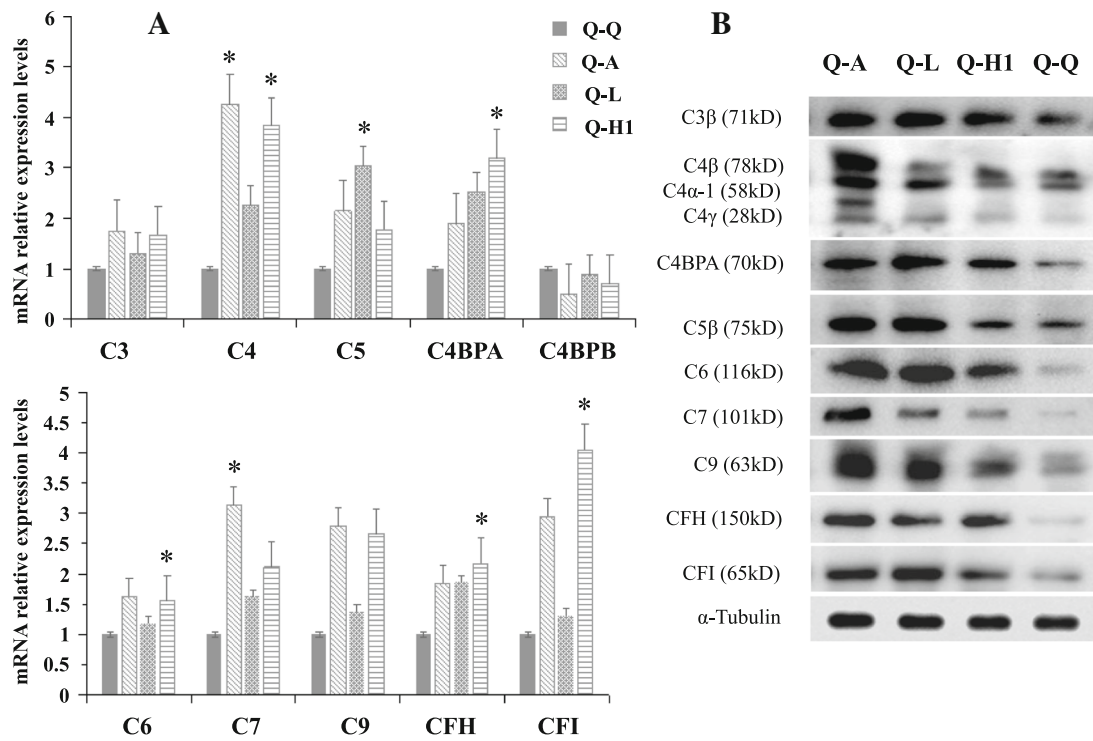 A
mRNA relative expression levels
6
5
4
3
2
1
0
Q-Q
Q-A
Q-L
Q-H1
* * * *
C3 C4 C5 C4BPA C4BPB
mRNA relative expression levels
5
4.5
4
3.5
3
2.5
2
1.5
1
0.5
0
* * * *
C6 C7 C9 CFH CFI
B
Q-A Q-L Q-H1 Q-Q
C3β (71kD)
C4β (78kD)
C4α-1 (58kD)
C4γ (28kD)
C4BPA (70kD)
C5β (75kD)
C6 (116kD)
C7 (101kD)
C9 (63kD)
CFH (150kD)
CFI (65kD)
α-Tubulin